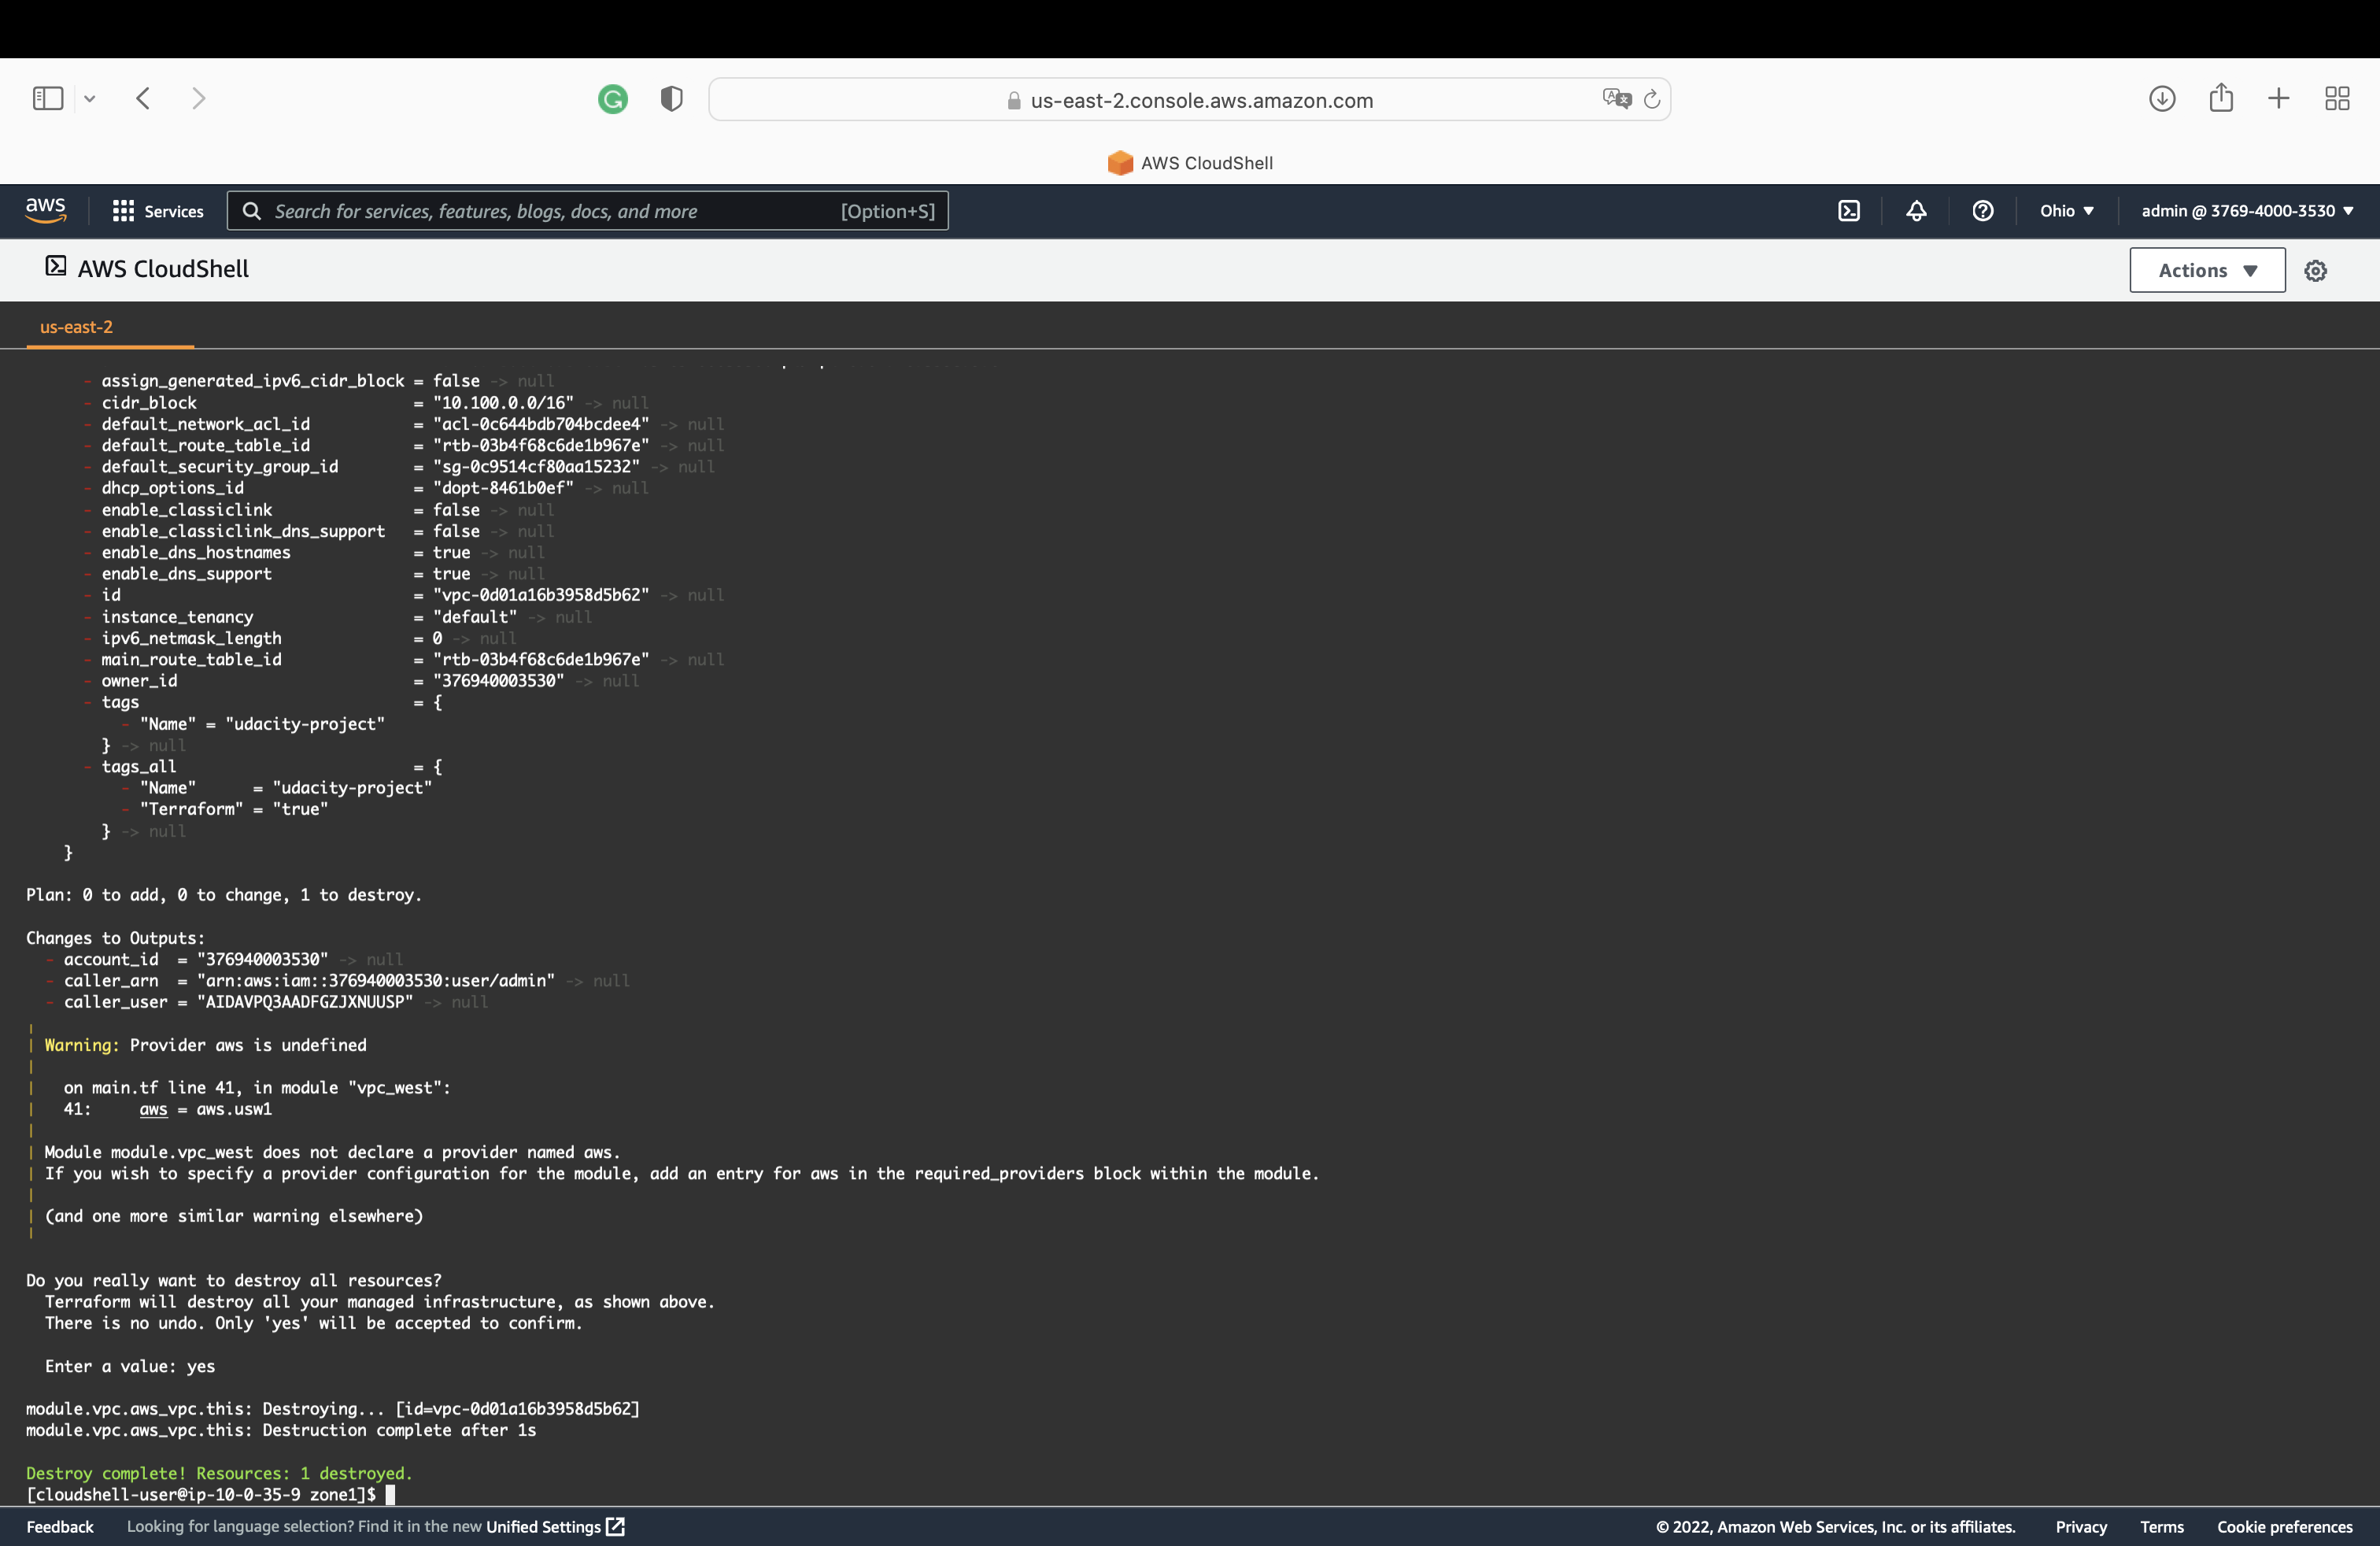 us-east-2.console.aws.amazon.com
AWS CloudShell
aws Services Search for services, features, blogs, docs, and more [Option+S] Ohio ▼ admin @ 3769-4000-3530 ▼
AWS CloudShell Actions ▼
us-east-2
- assign_generated_ipv6_cidr_block = false -> null
- cidr_block = "10.100.0.0/16" -> null
- default_network_acl_id = "acl-0c644bdb704bcdee4" -> null
- default_route_table_id = "rtb-03b4f68c6de1b967e" -> null
- default_security_group_id = "sg-0c9514cf80aa15232" -> null
- dhcp_options_id = "dopt-8461b0ef" -> null
- enable_classiclink = false -> null
- enable_classiclink_dns_support = false -> null
- enable_dns_hostnames = true -> null
- enable_dns_support = true -> null
- id = "vpc-0d01a16b3958d5b62" -> null
- instance_tenancy = "default" -> null
- ipv6_netmask_length = 0 -> null
- main_route_table_id = "rtb-03b4f68c6de1b967e" -> null
- owner_id = "376940003530" -> null
- tags = {
- "Name" = "udacity-project"
} -> null
- tags_all = {
- "Name" = "udacity-project"
- "Terraform" = "true"
} -> null
}
Plan: 0 to add, 0 to change, 1 to destroy.
Changes to Outputs:
- account_id = "376940003530" -> null
- caller_arn = "arn:aws:iam::376940003530:user/admin" -> null
- caller_user = "AIDAVPQ3AADFGZJXNUUSP" -> null
Warning: Provider aws is undefined
on main.tf line 41, in module "vpc_west":
41: aws = aws.usw1
Module module.vpc_west does not declare a provider named aws.
If you wish to specify a provider configuration for the module, add an entry for aws in the required_providers block within the module.
(and one more similar warning elsewhere)
Do you really want to destroy all resources?
Terraform will destroy all your managed infrastructure, as shown above.
There is no undo. Only 'yes' will be accepted to confirm.
Enter a value: yes
module.vpc.aws_vpc.this: Destroying... [id=vpc-0d01a16b3958d5b62]
module.vpc.aws_vpc.this: Destruction complete after 1s
Destroy complete! Resources: 1 destroyed.
[cloudshell-user@ip-10-0-35-9 zone1]$
Feedback Looking for language selection? Find it in the new Unified Settings © 2022, Amazon Web Services, Inc. or its affiliates. Privacy Terms Cookie preferences